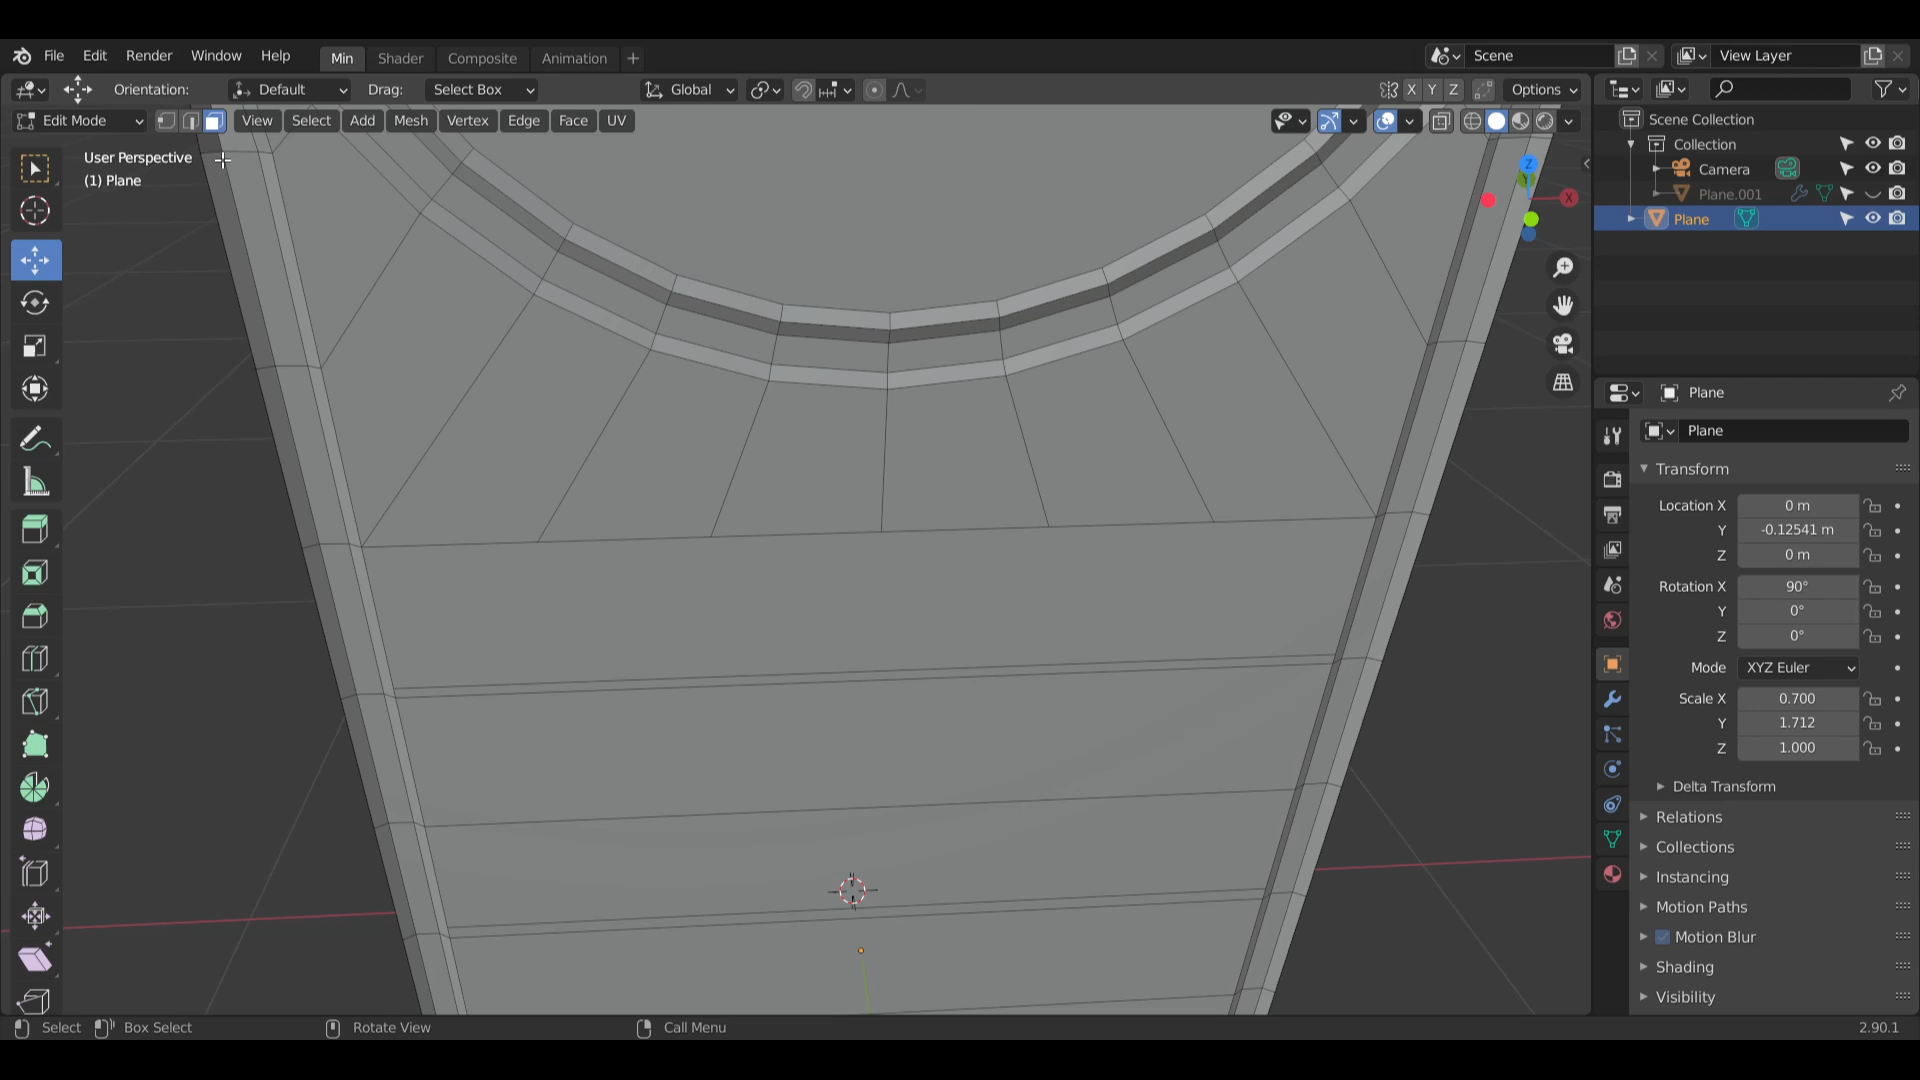 File Edit Render Window Help Min Shader Composite Animation + Scene View Layer
Orientation: Default Drag: Select Box Global X Y Z Options
Edit Mode View Select Add Mesh Vertex Edge Face UV
User Perspective
(1) Plane
Z
Y
X
Scene Collection
Collection
Camera
Plane.001
Plane
Plane
Plane
Transform
Location X 0 m
Y -0.12541 m
Z 0 m
Rotation X 90°
Y 0°
Z 0°
Mode XYZ Euler
Scale X 0.700
Y 1.712
Z 1.000
Delta Transform
Relations
Collections
Instancing
Motion Paths
Motion Blur
Shading
Visibility
Select Box Select Rotate View Call Menu 2.90.1